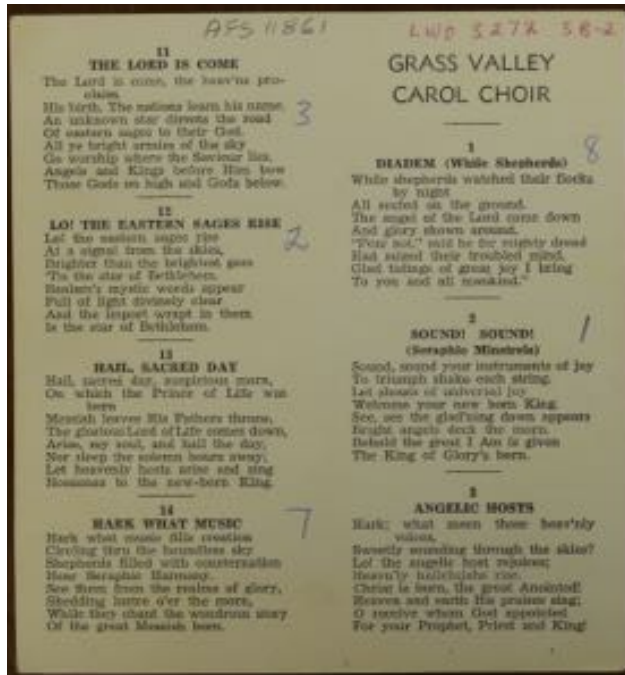 AFS 11861
11
THE LORD IS COME
The Lord is come, the heav'ns pro-
claim
His birth, The nations learn his name.
An unknown star directs the road
Of eastern sages to their God.
All ye bright armies of the sky
Go worship where the Saviour lies,
Angels and Kings before Him bow
Those Gods on high and Gods below.
3
12
LO! THE EASTERN SAGES RISE
Lo! the eastern sages rise
At a signal from the skies,
Brighter than the brightest gem
'Tis the star of Bethlehem.
Balaam's mystic words appear
Full of light divinely clear
And the import wrapt in them
Is the star of Bethlehem.
2
13
HAIL, SACRED DAY
Hail, sacred day, auspicious morn,
On which the Prince of Life was
born
Messiah leaves His Fathers throne,
The glorious Lord of Life comes down,
Arise, my soul, and hail the day,
Nor sleep the solemn hours away;
Let heavenly hosts arise and sing
Hosannas to the new-born King.
14
HARK WHAT MUSIC
7
Hark what music fills creation
Circling thru the boundless sky
Shepherds filled with consternation
Hear Seraphic Harmony.
See them from the realms of glory,
Shedding lustre o'er the morn,
While they chant the wondrous story
Of the great Messiah born.
LWO 5272 3B-2
GRASS VALLEY
CAROL CHOIR
1
DIADEM (While Shepherds)
8
While shepherds watched their flocks
by night
All seated on the ground.
The angel of the Lord came down
And glory shown around.
"Fear not," said he for mighty dread
Had seized their troubled mind.
Glad tidings of great joy I bring
To you and all mankind."
2
SOUND! SOUND!
(Seraphic Minstrels)
1
Sound, sound your instruments of joy
To triumph shake each string.
Let shouts of universal joy
Welcome your new born King.
See, see the glad'ning dawn appears
Bright angels deck the morn.
Behold the great I Am is given
The King of Glory's born.
3
ANGELIC HOSTS
Hark; what mean those heav'nly
voices,
Sweetly sounding through the skies?
Lo! the angelic host rejoices;
Heav'nly hallelujahs rise.
Christ is born, the great Anointed!
Heaven and earth His praises sing;
O receive whom God appointed
For your Prophet, Priest and King!